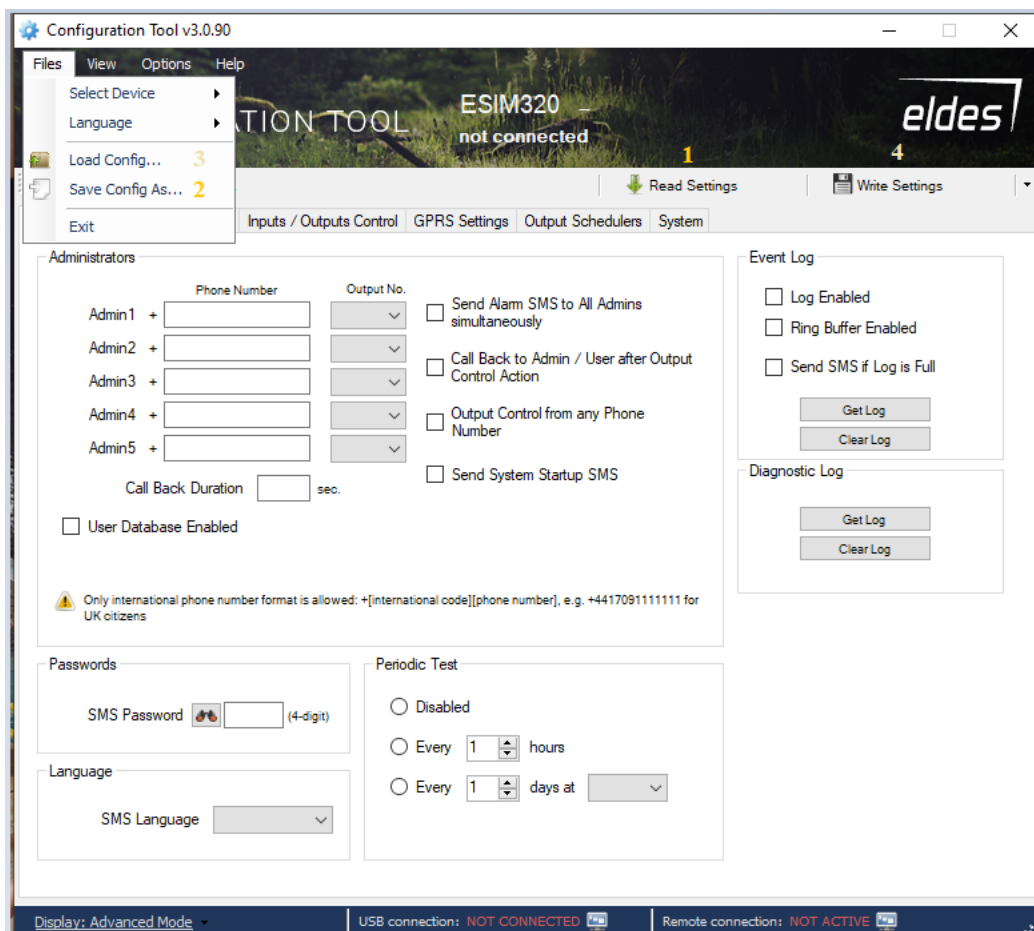 Configuration Tool v3.0.90
Files View Options Help
Select Device
Language
Load Config... 3
Save Config As... 2
Exit
ATION TOOL
ESIM320
not connected
eldes
1
4
Read Settings
Write Settings
Inputs / Outputs Control GPRS Settings Output Schedulers System
Administrators
Phone Number Output No.
Admin1 +
Admin2 +
Admin3 +
Admin4 +
Admin5 +
Call Back Duration sec.
User Database Enabled
Send Alarm SMS to All Admins
simultaneously
Call Back to Admin / User after Output
Control Action
Output Control from any Phone
Number
Send System Startup SMS
Only international phone number format is allowed: +[international code][phone number], e.g. +4417091111111 for
UK citizens
Event Log
Log Enabled
Ring Buffer Enabled
Send SMS if Log is Full
Get Log
Clear Log
Diagnostic Log
Get Log
Clear Log
Passwords
SMS Password (4-digit)
Language
SMS Language
Periodic Test
Disabled
Every 1 hours
Every 1 days at
Display: Advanced Mode USB connection: NOT CONNECTED Remote connection: NOT ACTIVE